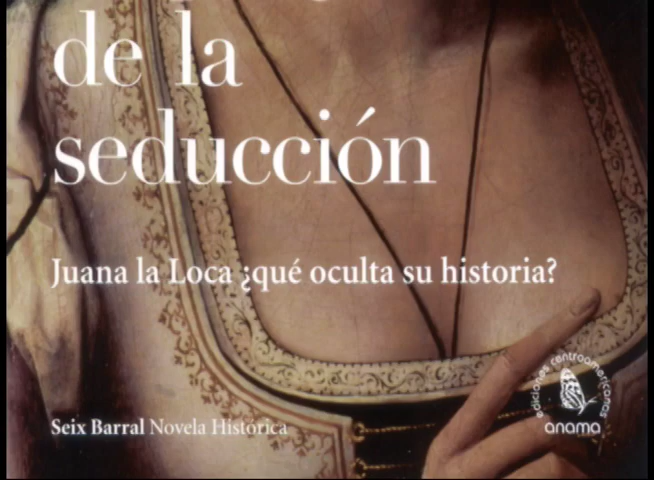 de la
seducción
Juana la Loca ¿qué oculta su historia?
Seix Barral Novela Histórica
ediciones centroamericanas
anama